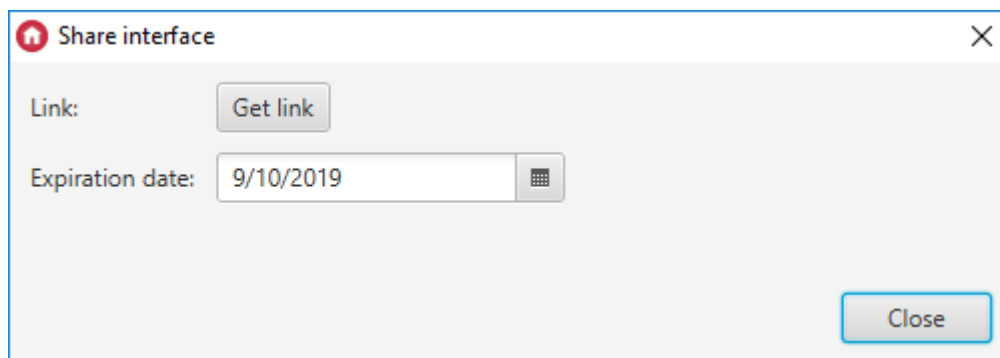 Share interface
Link: Get link
Expiration date: 9/10/2019
Close